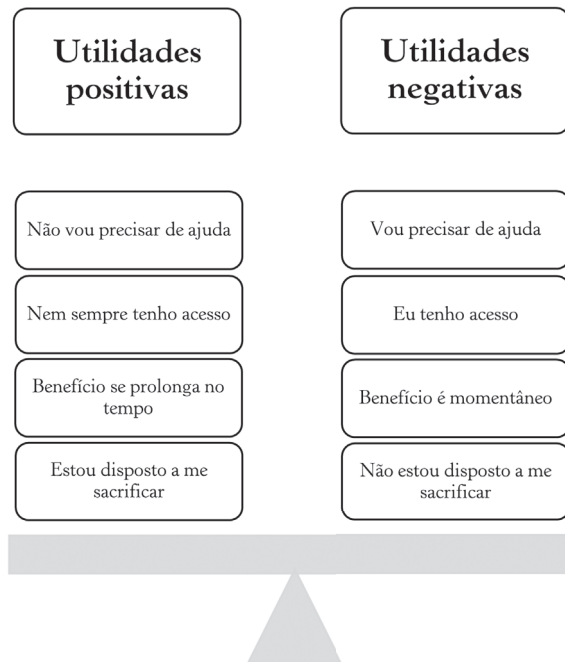 Utilidades
positivas
Utilidades
negativas
Não vou precisar de ajuda
Vou precisar de ajuda
Nem sempre tenho acesso
Eu tenho acesso
Benefício se prolonga no
tempo
Benefício é momentâneo
Estou disposto a me
sacrificar
Não estou disposto a me
sacrificar